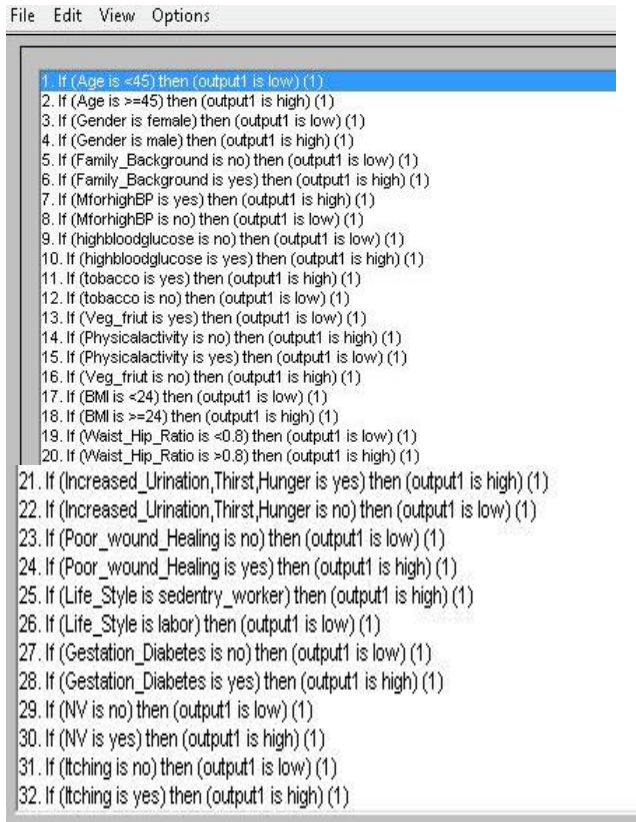 File Edit View Options
1. If (Age is <45) then (output1 is low) (1)
2. If (Age is >=45) then (output1 is high) (1)
3. If (Gender is female) then (output1 is low) (1)
4. If (Gender is male) then (output1 is high) (1)
5. If (Family_Background is no) then (output1 is low) (1)
6. If (Family_Background is yes) then (output1 is high) (1)
7. If (MforhighBP is yes) then (output1 is high) (1)
8. If (MforhighBP is no) then (output1 is low) (1)
9. If (highbloodglucose is no) then (output1 is low) (1)
10. If (highbloodglucose is yes) then (output1 is high) (1)
11. If (tobacco is yes) then (output1 is high) (1)
12. If (tobacco is no) then (output1 is low) (1)
13. If (Veg_friut is yes) then (output1 is low) (1)
14. If (Physicalactivity is no) then (output1 is high) (1)
15. If (Physicalactivity is yes) then (output1 is low) (1)
16. If (Veg_friut is no) then (output1 is high) (1)
17. If (BMI is <24) then (output1 is low) (1)
18. If (BMI is >=24) then (output1 is high) (1)
19. If (Waist_Hip_Ratio is <0.8) then (output1 is low) (1)
20. If (Waist_Hip_Ratio is >0.8) then (output1 is high) (1)
21. If (Increased_Urination,Thirst,Hunger is yes) then (output1 is high) (1)
22. If (Increased_Urination,Thirst,Hunger is no) then (output1 is low) (1)
23. If (Poor_wound_Healing is no) then (output1 is low) (1)
24. If (Poor_wound_Healing is yes) then (output1 is high) (1)
25. If (Life_Style is sedentry_worker) then (output1 is high) (1)
26. If (Life_Style is labor) then (output1 is low) (1)
27. If (Gestation_Diabetes is no) then (output1 is low) (1)
28. If (Gestation_Diabetes is yes) then (output1 is high) (1)
29. If (NV is no) then (output1 is low) (1)
30. If (NV is yes) then (output1 is high) (1)
31. If (Itching is no) then (output1 is low) (1)
32. If (Itching is yes) then (output1 is high) (1)